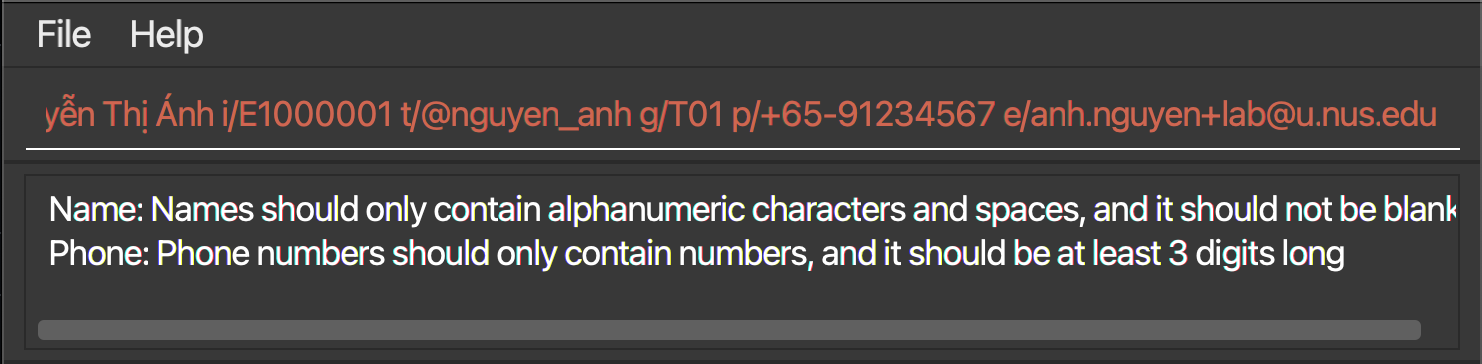 File Help
yễn Thị Ánh i/E1000001 t/@nguyen_anh g/T01 p/+65-91234567 e/anh.nguyen+lab@u.nus.edu
Name: Names should only contain alphanumeric characters and spaces, and it should not be blank
Phone: Phone numbers should only contain numbers, and it should be at least 3 digits long